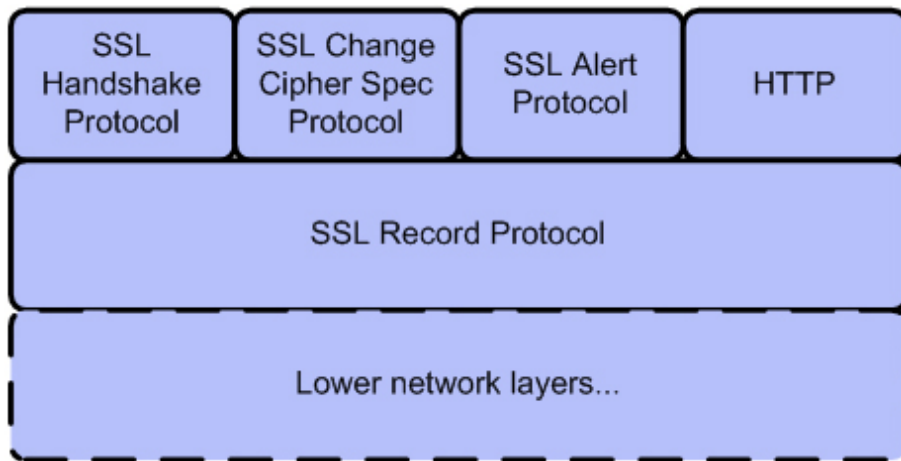 SSL
Handshake
Protocol
SSL Change
Cipher Spec
Protocol
SSL Alert
Protocol
HTTP
SSL Record Protocol
Lower network layers...